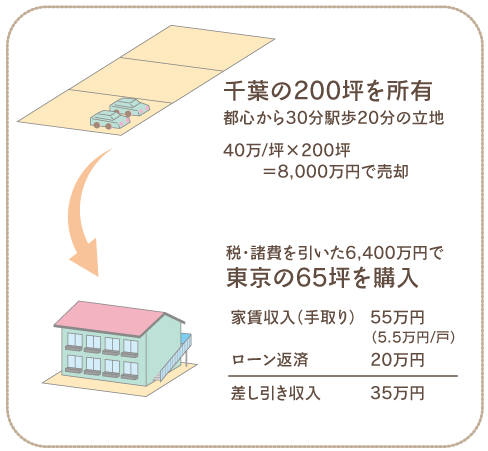 千葉の200坪を所有
都心から30分駅歩20分の立地
40万/坪×200坪
＝8,000万円で売却
税・諸費を引いた6,400万円で
東京の65坪を購入
家賃収入（手取り） 55万円
（5.5万円/戸）
ローン返済 20万円
差し引き収入 35万円